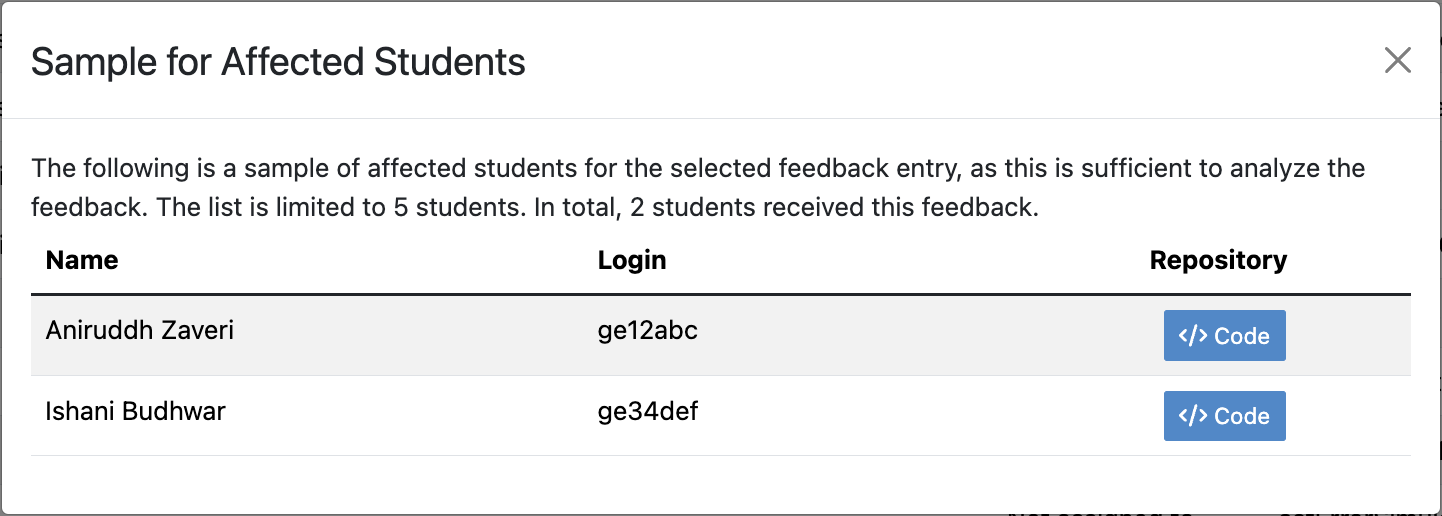 Sample for Affected Students
The following is a sample of affected students for the selected feedback entry, as this is sufficient to analyze the
feedback. The list is limited to 5 students. In total, 2 students received this feedback.
Name Login Repository
Aniruddh Zaveri ge12abc </> Code
Ishani Budhwar ge34def </> Code